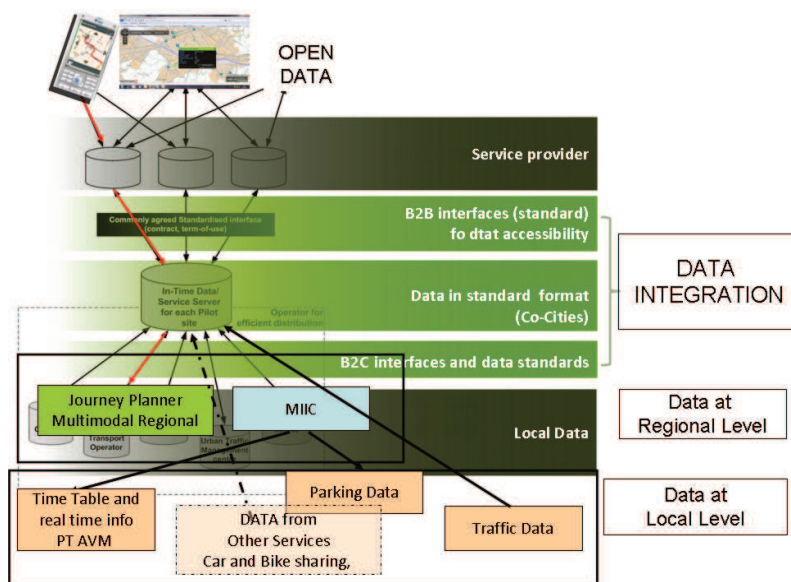 OPEN
DATA
Service provider
Commonly agreed Standardised interface
(contract, term-of-use)
B2B interfaces (standard)
fo dtat accessibility
In-Time Data/
Service Server
for each Pilot
site
Operator for
efficient distribution
Data in standard format
(Co-Cities)
DATA
INTEGRATION
B2C interfaces and data standards
Journey Planner
Multimodal Regional
MIIC
Transport
Operator
Urban Traffic
Management
center
Local Data
Data at
Regional Level
Time Table and
real time info
PT AVM
Parking Data
DATA from
Other Services
Car and Bike sharing,
Traffic Data
Data at
Local Level